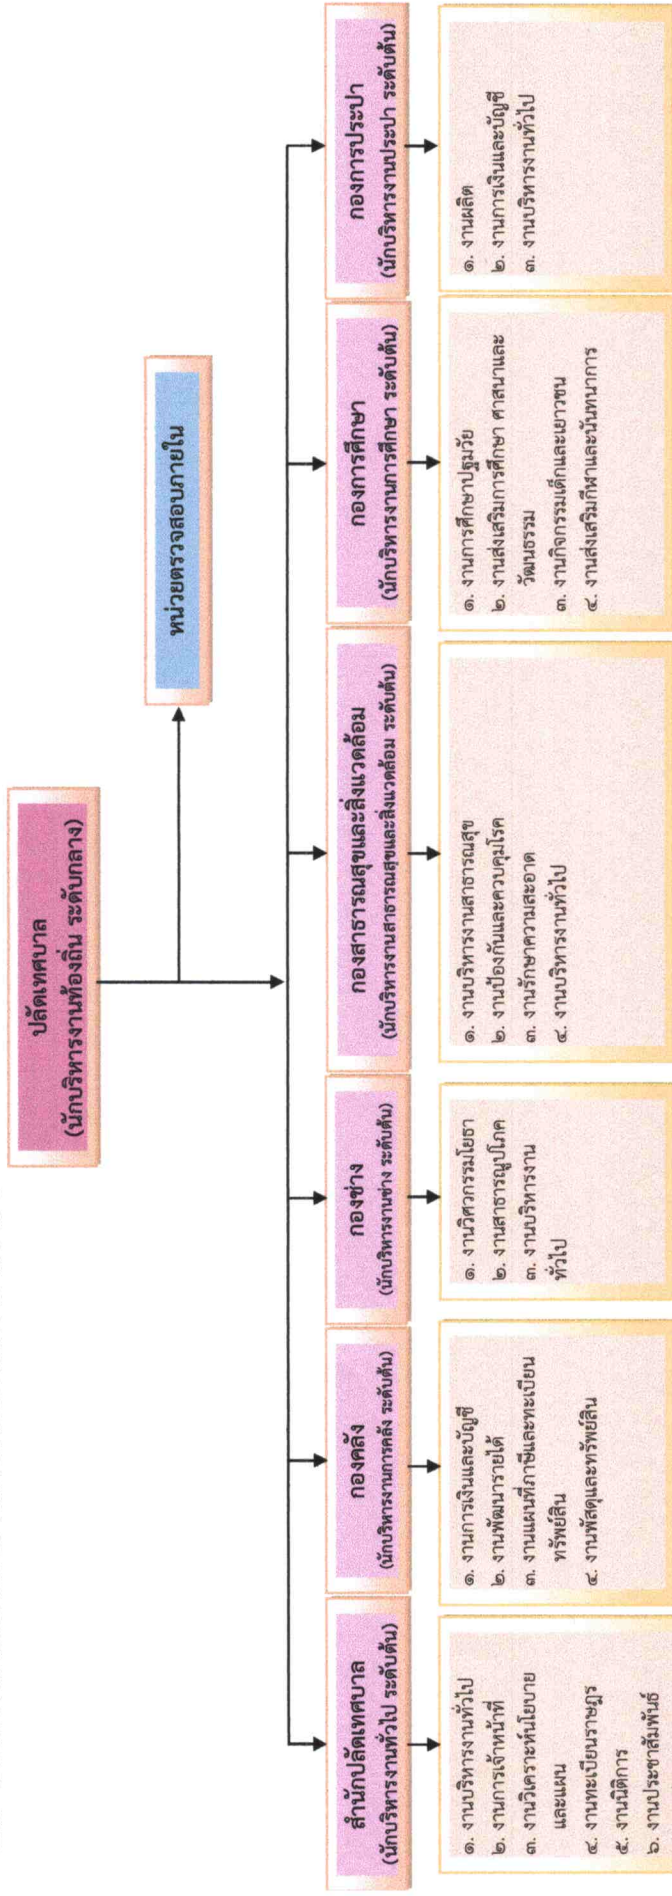 ปลัดเทศบาล
(นักบริหารงานท้องถิ่น ระดับกลาง)
หน่วยตรวจสอบภายใน
สำนักปลัดเทศบาล
(นักบริหารงานทั่วไป ระดับต้น)
๑. งานบริหารงานทั่วไป
๒. งานการเจ้าหน้าที่
๓. งานวิเคราะห์นโยบาย
และแผน
๔. งานทะเบียนราษฎร
๕. งานนิติการ
๖. งานประชาสัมพันธ์
กองคลัง
(นักบริหารงานการคลัง ระดับต้น)
๑. งานการเงินและบัญชี
๒. งานพัฒนารายได้
๓. งานแผนที่ภาษีและทะเบียน
ทรัพย์สิน
๔. งานพัสดุและทรัพย์สิน
กองช่าง
(นักบริหารงานช่าง ระดับต้น)
๑. งานวิศวกรรมโยธา
๒. งานสาธารณูปโภค
๓. งานบริหารงาน
ทั่วไป
กองสาธารณสุขและสิ่งแวดล้อม
(นักบริหารงานสาธารณสุขและสิ่งแวดล้อม ระดับต้น)
๑. งานบริหารงานสาธารณสุข
๒. งานป้องกันและควบคุมโรค
๓. งานรักษาความสะอาด
๔. งานบริหารงานทั่วไป
กองการศึกษา
(นักบริหารงานการศึกษา ระดับต้น)
๑. งานการศึกษาปฐมวัย
๒. งานส่งเสริมการศึกษา ศาสนาและ
วัฒนธรรม
๓. งานกิจกรรมเด็กและเยาวชน
๔. งานส่งเสริมกีฬาและนันทนาการ
กองการประปา
(นักบริหารงานประปา ระดับต้น)
๑. งานผลิต
๒. งานการเงินและบัญชี
๓. งานบริหารงานทั่วไป